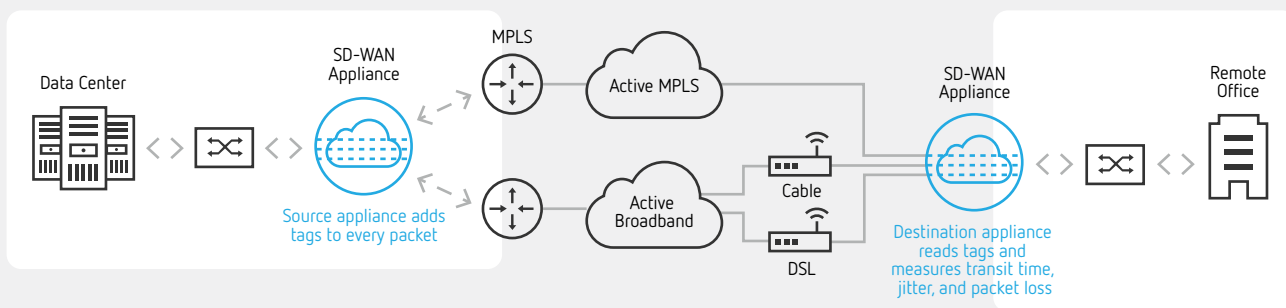 Data Center
SD-WAN
Appliance
Source appliance adds
tags to every packet
MPLS
Active MPLS
Active
Broadband
Cable
DSL
SD-WAN
Appliance
Destination appliance
reads tags and
measures transit time,
jitter, and packet loss
Remote
Office